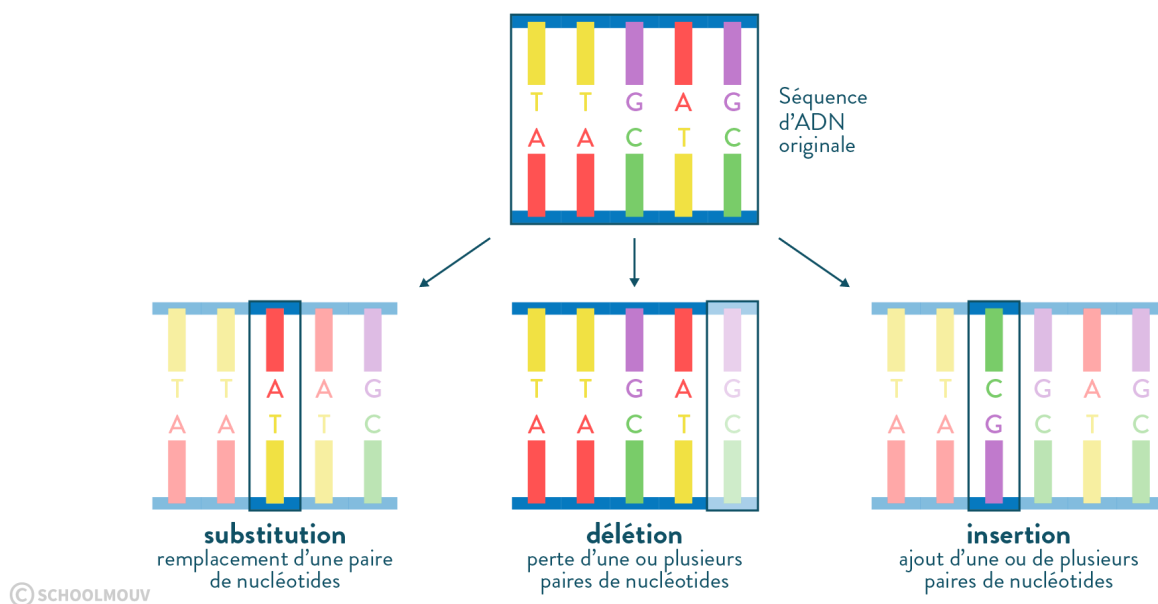 T T G A G
A A C T C
Séquence
d'ADN
originale
T T A A G
A A T T C
substitution
remplacement d'une paire
de nucléotides
T T G A G
A A C T C
délétion
perte d'une ou plusieurs
paires de nucléotides
T T C G A G
A A G C T C
insertion
ajout d'une ou de plusieurs
paires de nucléotides
© SCHOOLMOUV